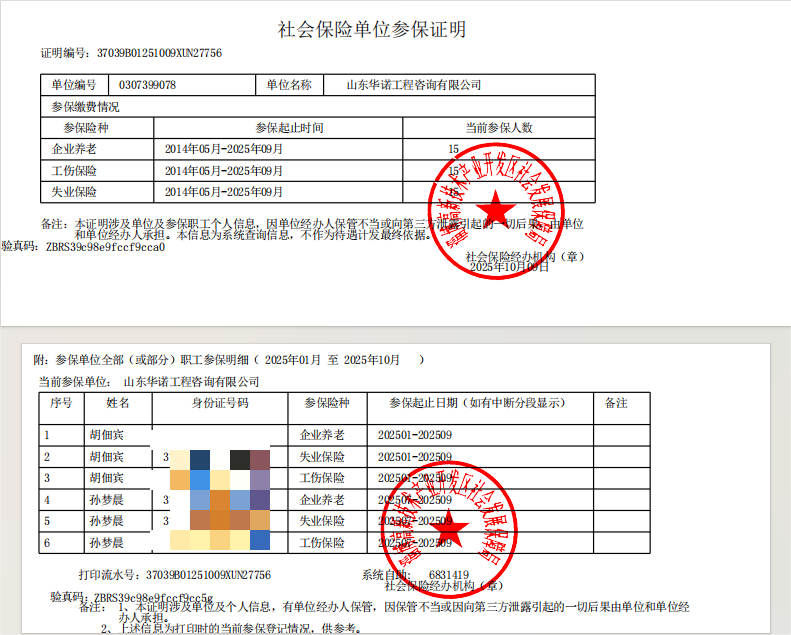 社会保险单位参保证明
证明编号：37039B01251009XUN27756
单位编号 0307399078 单位名称 山东华诺工程咨询有限公司
参保缴费情况
参保险种 参保起止时间 当前参保人数
企业养老 2014年05月-2025年09月 15
工伤保险 2014年05月-2025年09月 15
失业保险 2014年05月-2025年09月
备注：本证明涉及单位及参保职工个人信息，因单位经办人保管不当或向第三方泄露引起的一切后果由单位
和单位经办人承担。本信息为系统查询信息，不作为待遇计发最终依据。
验真码：ZBRS39c98e9fccf9cca0
社会保险经办机构（章）
2025年10月09日
附：参保单位全部（或部分）职工参保明细（ 2025年01月 至 2025年10月 ）
当前参保单位： 山东华诺工程咨询有限公司
序号 姓名 身份证号码 参保险种 参保起止日期（如有中断分段显示） 备注
1 胡佃宾 企业养老 202501-202509
2 胡佃宾 3 失业保险 202501-202509
3 胡佃宾 工伤保险 202501-202509
4 孙梦晨 3 企业养老 202507-202509
5 孙梦晨 3 失业保险 202507-202509
6 孙梦晨 工伤保险 202507-202509
打印流水号：37039B01251009XUN27756 系统自助： 6831419
社会保险经办机构（章）
验真码：ZBRS39c98e9fccf9cc5g
备注： 1、本证明涉及单位及个人信息，有单位经办人保管，因保管不当或因向第三方泄露引起的一切后果由单位和单位经
办人承担。
2、上述信息为打印时的当前参保登记情况，供参考。